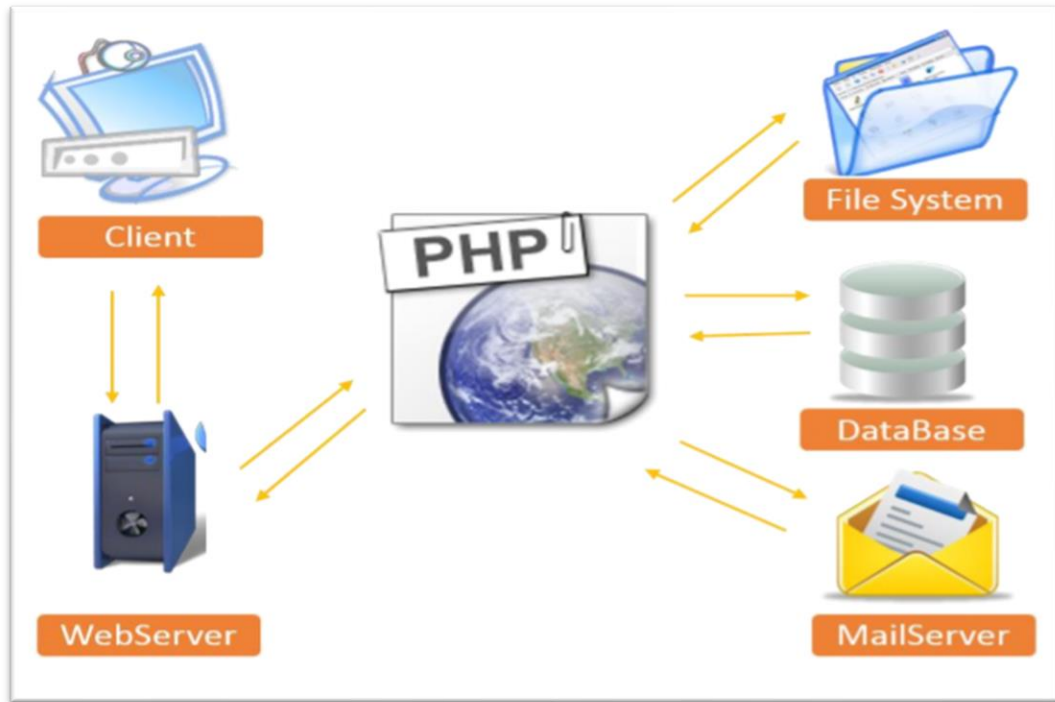 Client
PHP
File System
DataBase
WebServer
MailServer